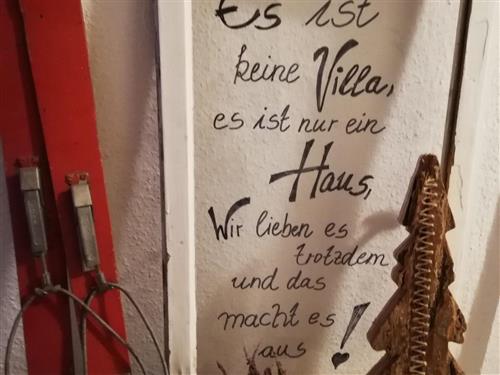 Es ist
keine Villa,
es ist nur ein
Haus,
Wir lieben es
trotzdem
und das
macht es
aus !